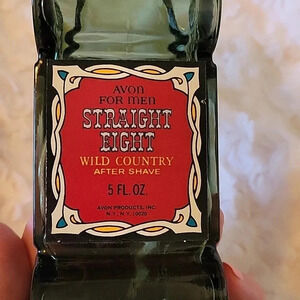 AVON
FOR MEN
STRAIGHT
EIGHT
WILD COUNTRY
AFTER SHAVE
5 FL. OZ.
AVON PRODUCTS, INC.
N.Y., N.Y. 10020